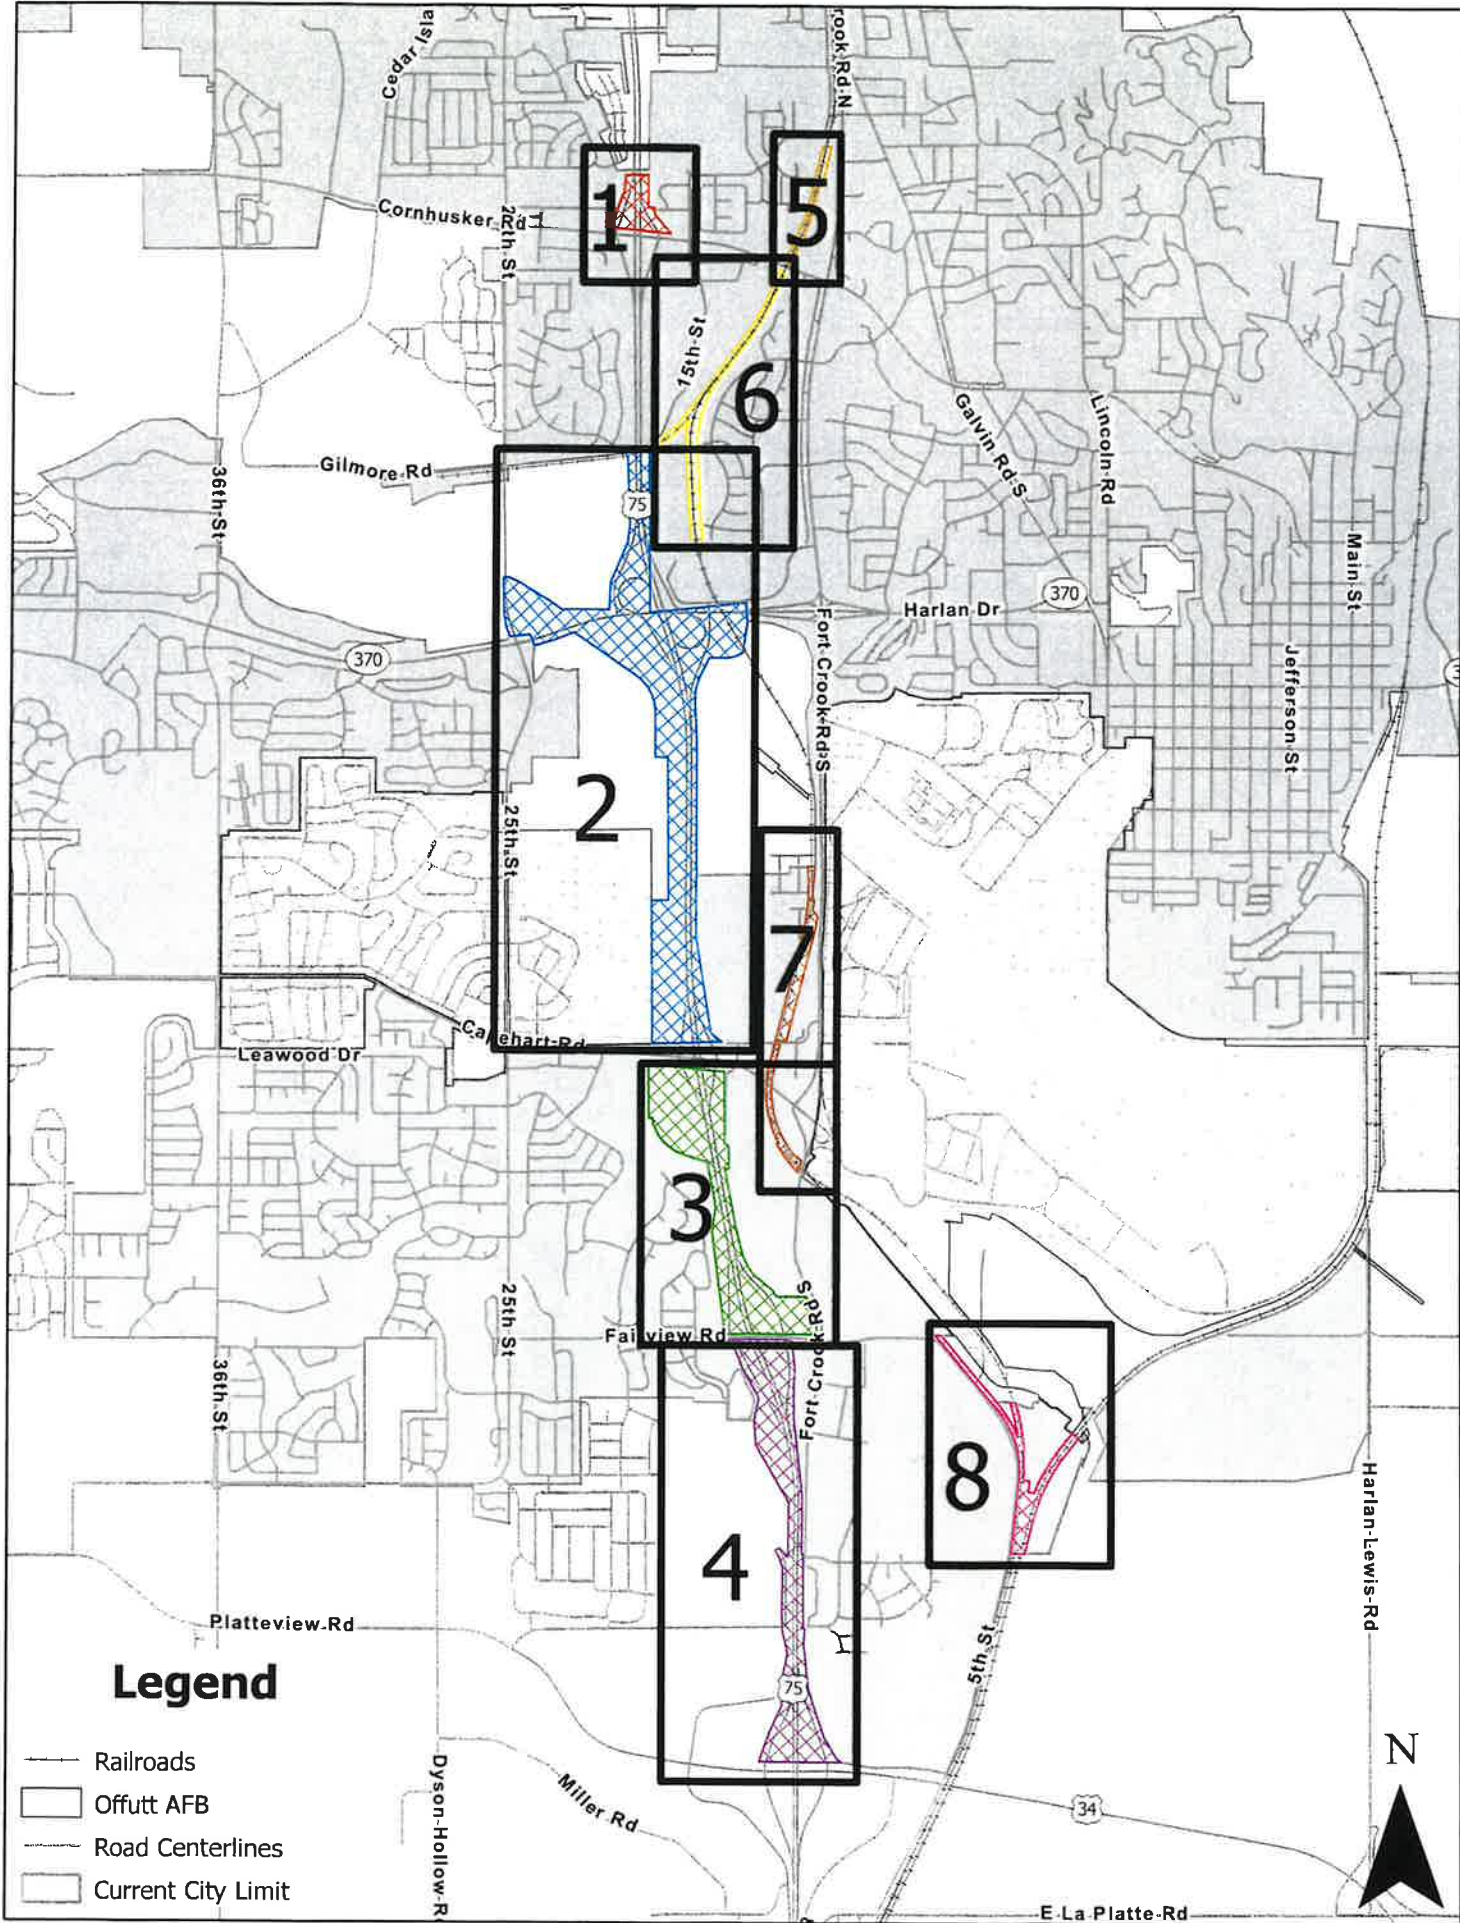 Cedar Isla
rook Rd N
1
5
Cornhusker Rd
25th St
15th St
6
Galvin Rd S
Lincoln Rd
Gilmore Rd
36th St
75
Main St
370
Harlan Dr
370
Fort Crook Rd S
Jefferson St
2
25th St
7
Capehart Rd
Leawood Dr
3
25th St
Fairview Rd
36th St
Fort Crook Rd S
8
4
Harlan-Lewis-Rd
Platteview Rd
5th St
75
Legend
Railroads
Offutt AFB
Road Centerlines
Current City Limit
Dyson-Hollow-R
Miller Rd
34
N
E La Platte Rd